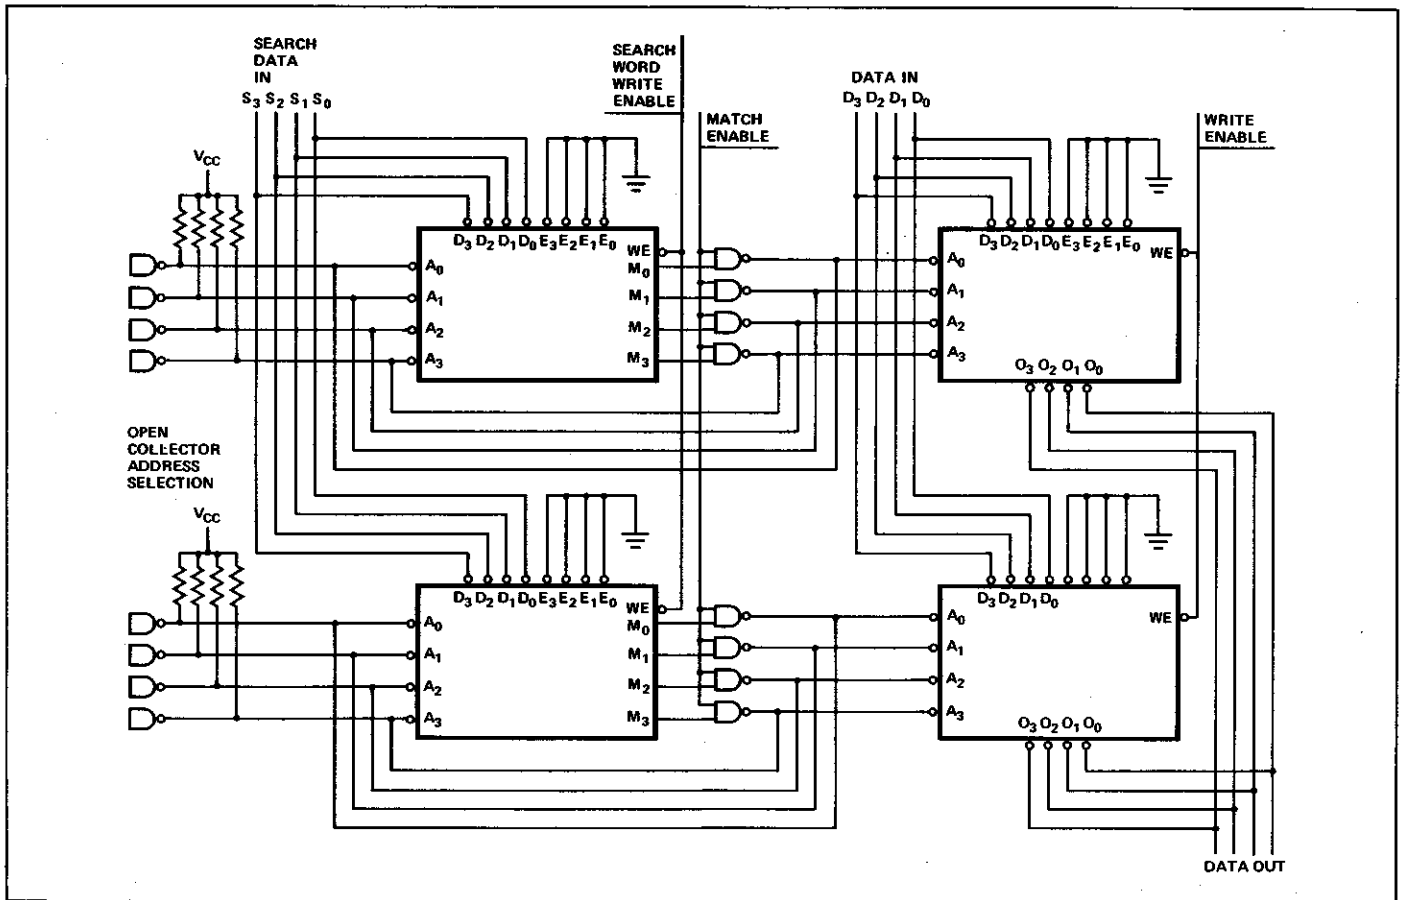 SEARCH
DATA
IN
S3 S2 S1 S0
SEARCH
WORD
WRITE
ENABLE
MATCH
ENABLE
DATA IN
D3 D2 D1 D0
WRITE
ENABLE
VCC
D3 D2 D1 D0 E3 E2 E1 E0
WE
A0
M0
A1
M1
A2
M2
A3
M3
D3 D2 D1 D0 E3 E2 E1 E0
WE
A0
A1
A2
A3
O3 O2 O1 O0
OPEN
COLLECTOR
ADDRESS
SELECTION
VCC
D3 D2 D1 D0 E3 E2 E1 E0
WE
A0
M0
A1
M1
A2
M2
A3
M3
D3 D2 D1 D0
WE
A0
A1
A2
A3
O3 O2 O1 O0
DATA OUT